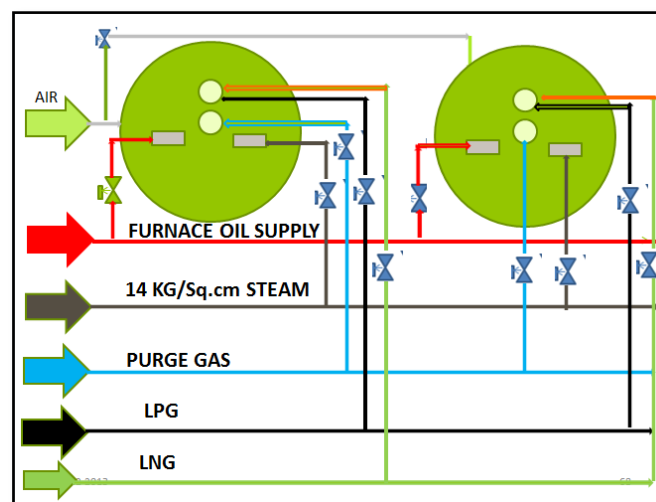 AIR
FURNACE OIL SUPPLY
14 KG/Sq.cm STEAM
PURGE GAS
LPG
LNG